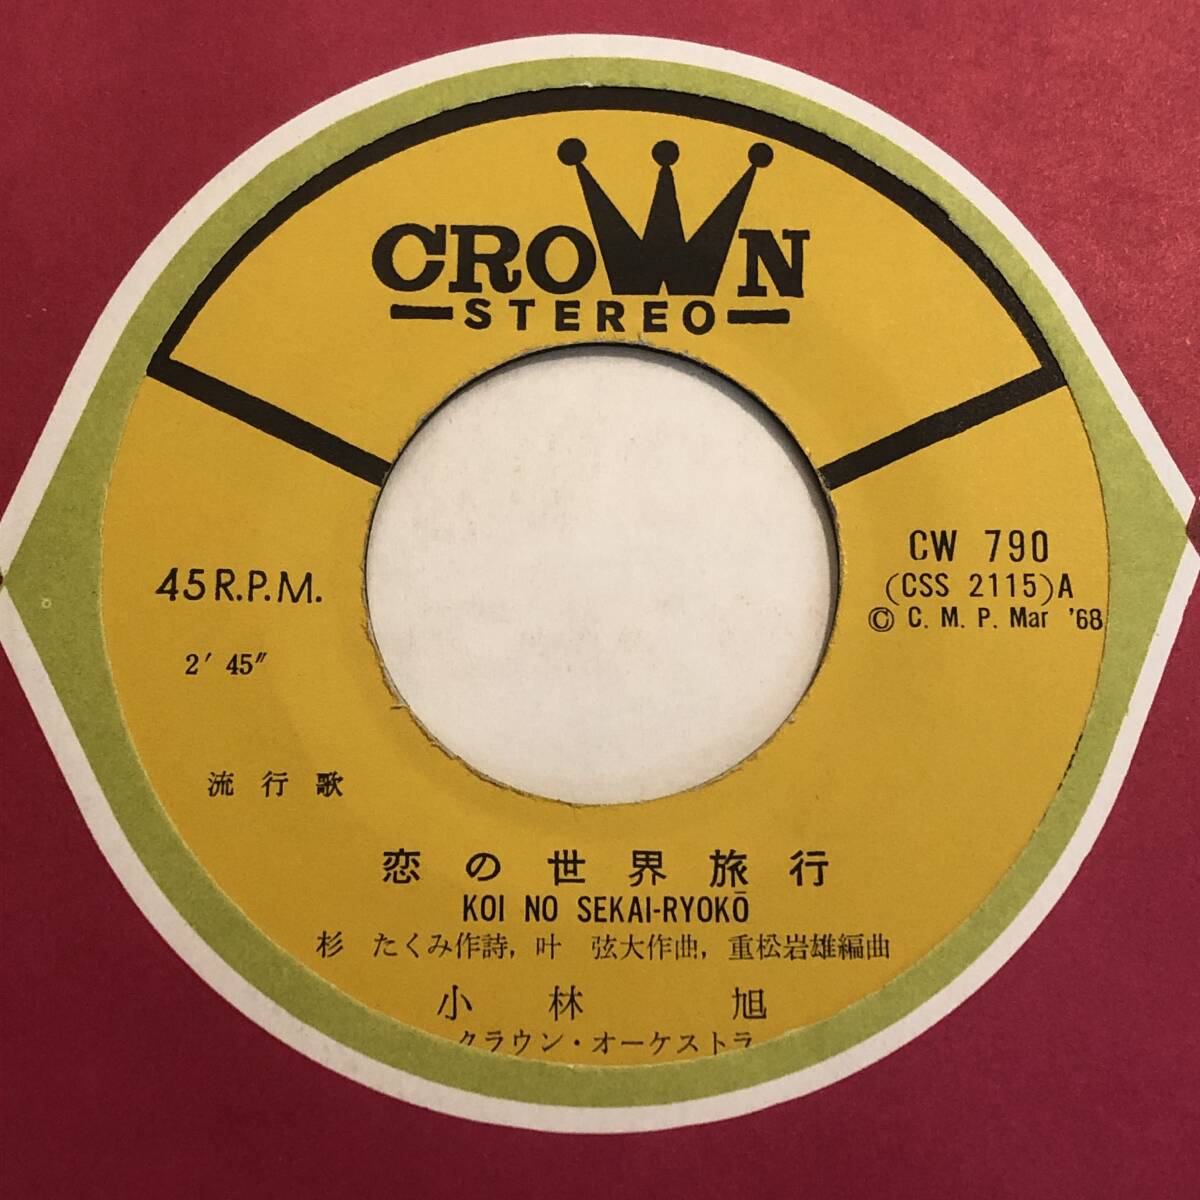 CROWN
STEREO
45 R.P.M.
2′ 45″
CW 790
(CSS 2115) A
© C. M. P. Mar '68
流行歌
恋の世界旅行
KOI NO SEKAI-RYOKŌ
杉 たくみ作詩, 叶 弦大作曲, 重松岩雄編曲
小林 旭
クラウン・オーケストラ